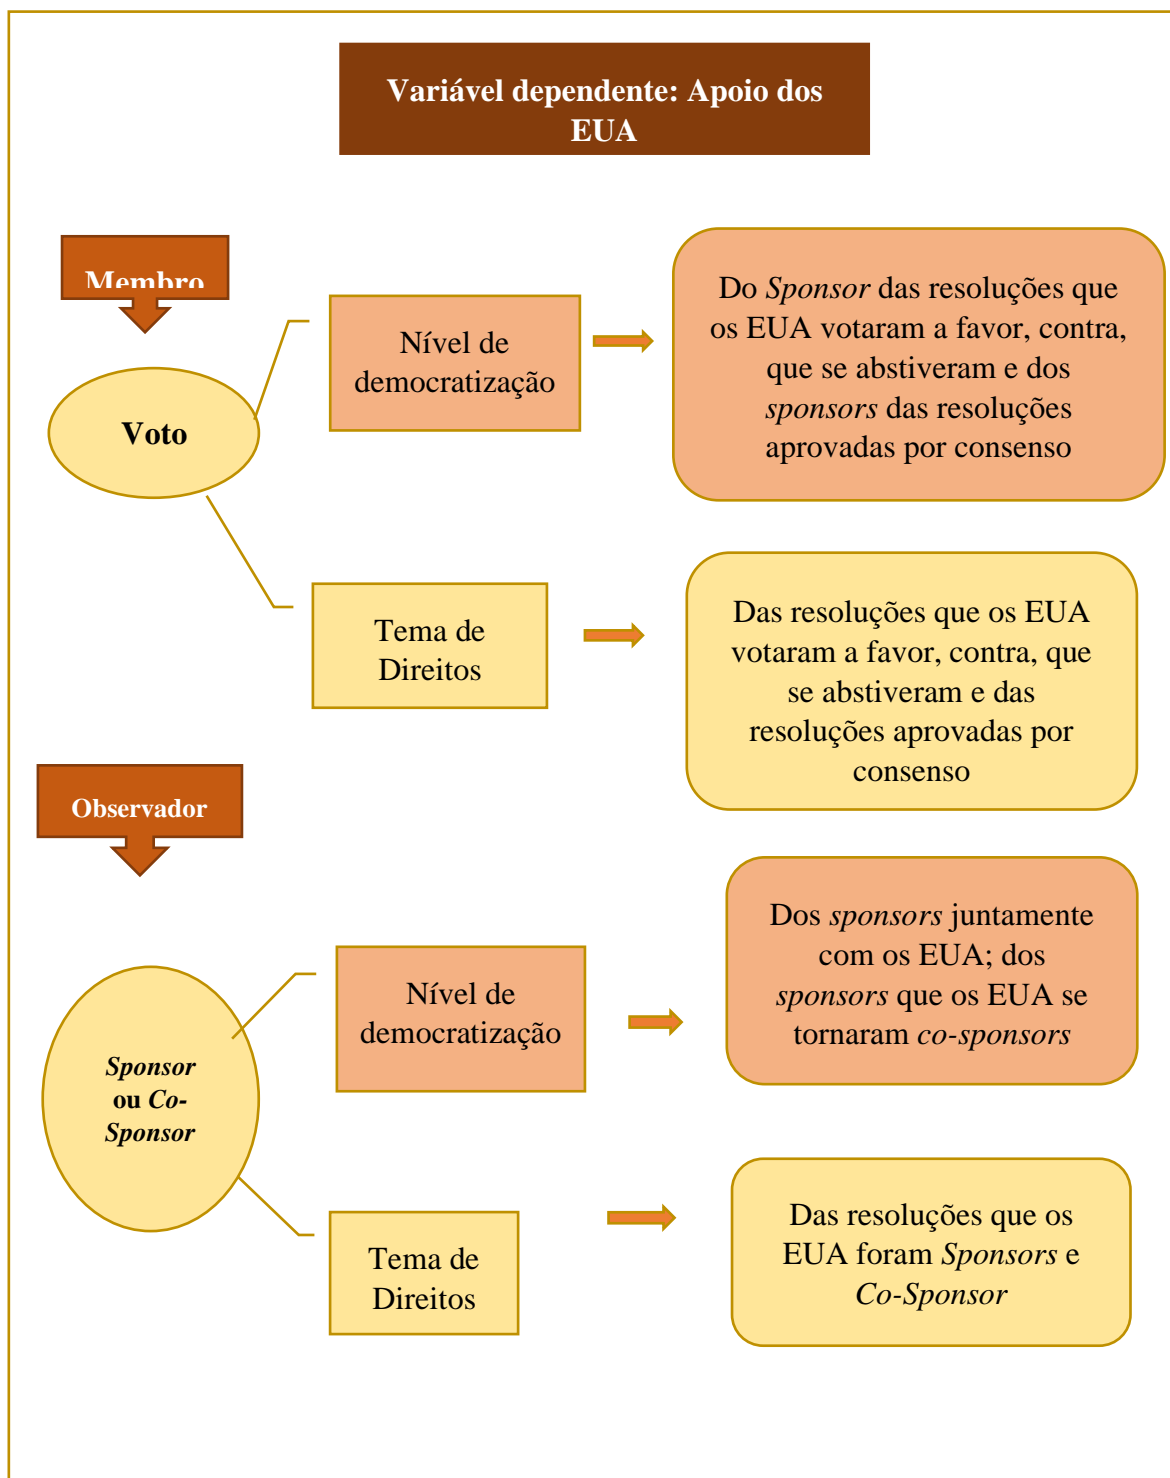 Variável dependente: Apoio dos
EUA
Membro
Voto
Nível de
democratização
Do Sponsor das resoluções que
os EUA votaram a favor, contra,
que se abstiveram e dos
sponsors das resoluções
aprovadas por consenso
Tema de
Direitos
Das resoluções que os EUA
votaram a favor, contra, que
se abstiveram e das
resoluções aprovadas por
consenso
Observador
Sponsor
ou Co-
Sponsor
Nível de
democratização
Dos sponsors juntamente
com os EUA; dos
sponsors que os EUA se
tornaram co-sponsors
Tema de
Direitos
Das resoluções que os
EUA foram Sponsors e
Co-Sponsor